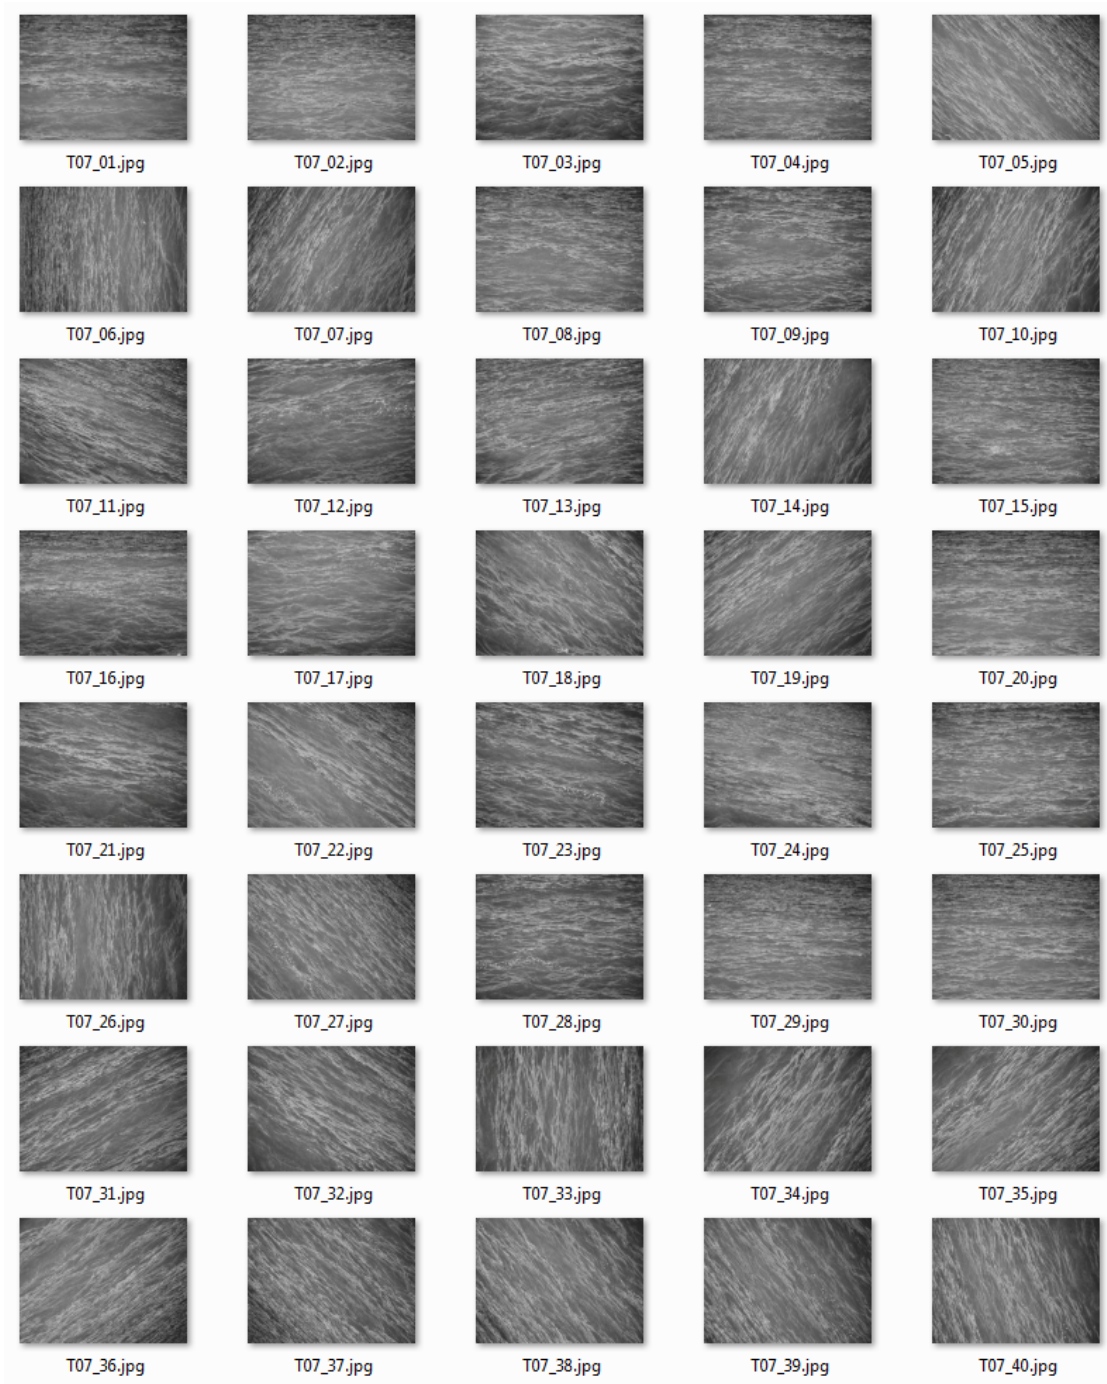 T07_01.jpg T07_02.jpg T07_03.jpg T07_04.jpg T07_05.jpg
T07_06.jpg T07_07.jpg T07_08.jpg T07_09.jpg T07_10.jpg
T07_11.jpg T07_12.jpg T07_13.jpg T07_14.jpg T07_15.jpg
T07_16.jpg T07_17.jpg T07_18.jpg T07_19.jpg T07_20.jpg
T07_21.jpg T07_22.jpg T07_23.jpg T07_24.jpg T07_25.jpg
T07_26.jpg T07_27.jpg T07_28.jpg T07_29.jpg T07_30.jpg
T07_31.jpg T07_32.jpg T07_33.jpg T07_34.jpg T07_35.jpg
T07_36.jpg T07_37.jpg T07_38.jpg T07_39.jpg T07_40.jpg